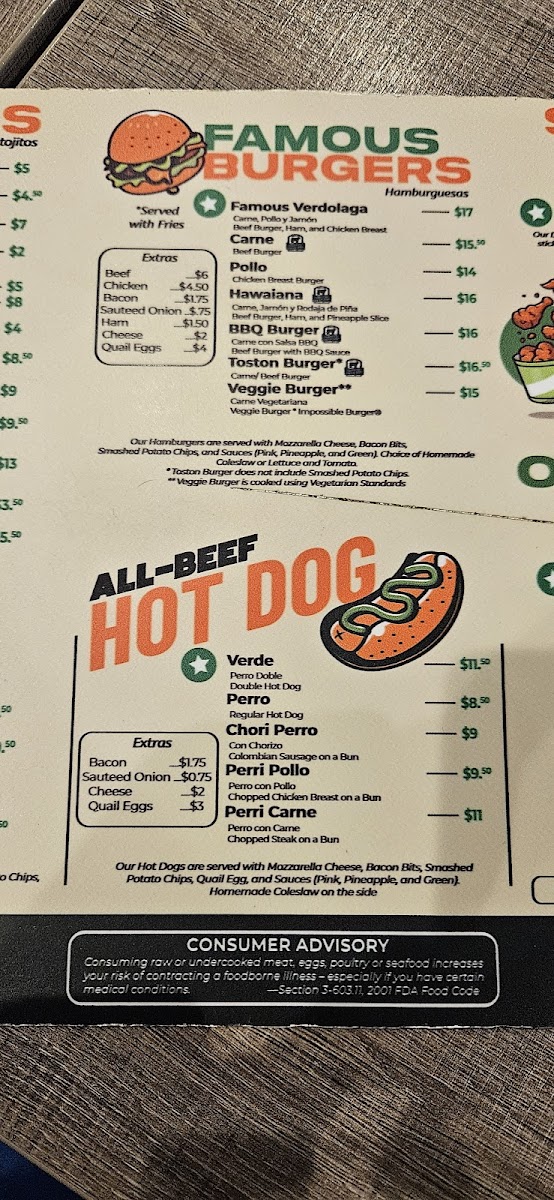 S
tojitos
$5
$4.50
$7
$2
$5
$8
$4
$8.50
$9
$9.50
$13
3.50
5.50
.50
.50
50
o Chips,
FAMOUS
BURGERS
Hamburguesas
*Served
with Fries
Extras
Beef $6
Chicken $4.50
Bacon $1.75
Sauteed Onion $.75
Ham $1.50
Cheese $2
Quail Eggs $4
Famous Verdolaga $17
Carne, Pollo y Jamón
Beef Burger, Ham, and Chicken Breast
Carne $15.50
Beef Burger
Pollo $14
Chicken Breast Burger
Hawaiana $16
Carne, Jamón y Rodaja de Piña
Beef Burger, Ham, and Pineapple Slice
BBQ Burger $16
Carne con Salsa BBQ
Beef Burger with BBQ Sauce
Toston Burger* $16.50
Carne/ Beef Burger
Veggie Burger** $15
Carne Vegetariana
Veggie Burger * Impossible Burger®
Our Hamburgers are served with Mozzarella Cheese, Bacon Bits,
Smashed Potato Chips, and Sauces (Pink, Pineapple, and Green). Choice of Homemade
Coleslaw or Lettuce and Tomato.
* Toston Burger does not include Smashed Potato Chips.
** Veggie Burger is cooked using Vegetarian Standards
ALL-BEEF
HOT DOG
Extras
Bacon $1.75
Sauteed Onion $0.75
Cheese $2
Quail Eggs $3
Verde $11.50
Perro Doble
Double Hot Dog
Perro $8.50
Regular Hot Dog
Chori Perro $9
Con Chorizo
Colombian Sausage on a Bun
Perri Pollo $9.50
Perro con Pollo
Chopped Chicken Breast on a Bun
Perri Carne $11
Perro con Carne
Chopped Steak on a Bun
Our Hot Dogs are served with Mozzarella Cheese, Bacon Bits, Smashed
Potato Chips, Quail Egg, and Sauces (Pink, Pineapple, and Green).
Homemade Coleslaw on the side
CONSUMER ADVISORY
Consuming raw or undercooked meat, eggs, poultry or seafood increases
your risk of contracting a foodborne illness – especially if you have certain
medical conditions. —Section 3-603.11, 2001 FDA Food Code
Our
stic
O